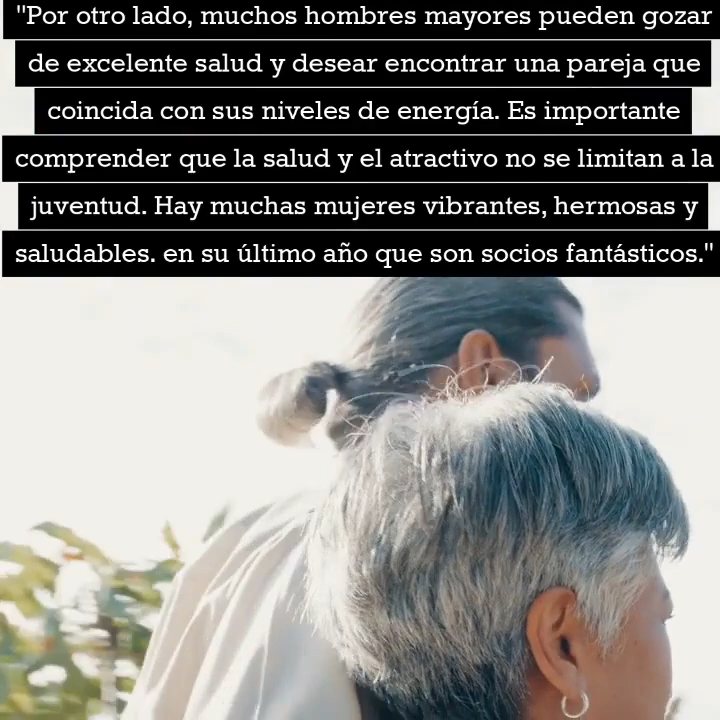 "Por otro lado, muchos hombres mayores pueden gozar
de excelente salud y desear encontrar una pareja que
coincida con sus niveles de energía. Es importante
comprender que la salud y el atractivo no se limitan a la
juventud. Hay muchas mujeres vibrantes, hermosas y
saludables. en su último año que son socios fantásticos."